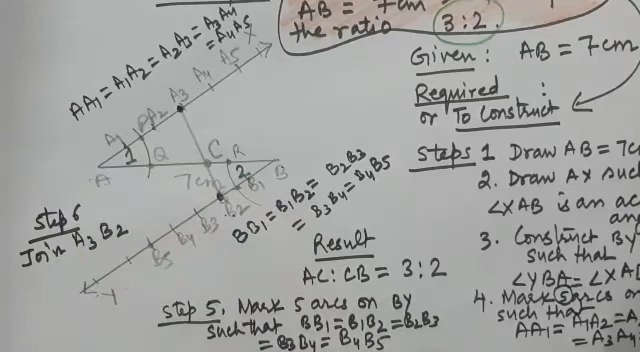 AB = 7cm
the ratio 3:2.
Given: AB = 7cm
Required :
or To Construct
Steps 1 Draw AB = 7c
2. Draw AX suc
∠XAB is an ac
an
3. Construct BY
such that
∠YBA = ∠XA
4. Mark 5 arcs o
such tha
AA1 = A1A2 = A
= A3A4
AA1 = A1A2 = A2A3 = A3A4
= A4A5
X
A5
A4
A3
A2
P
A1
1
A
Q
C
R
B
7cm
2
B1
B2
B3
B4
B5
Y
BB1 = B1B2 = B2B3
= B3B4 = B4B5
Step 6
Join A3B2
Result
AC : CB = 3 : 2
Step 5. Mark 5 arcs on BY
such that BB1 = B1B2 = B2B3
= B3B4 = B4B5